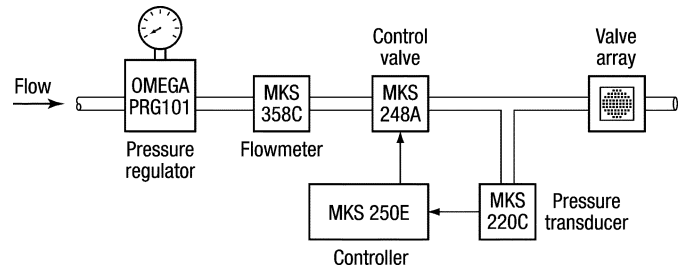 Flow
OMEGA
PRG101
Pressure
regulator
MKS
358C
Flowmeter
Control
valve
MKS
248A
Valve
array
MKS 250E
Controller
MKS
220C
Pressure
transducer